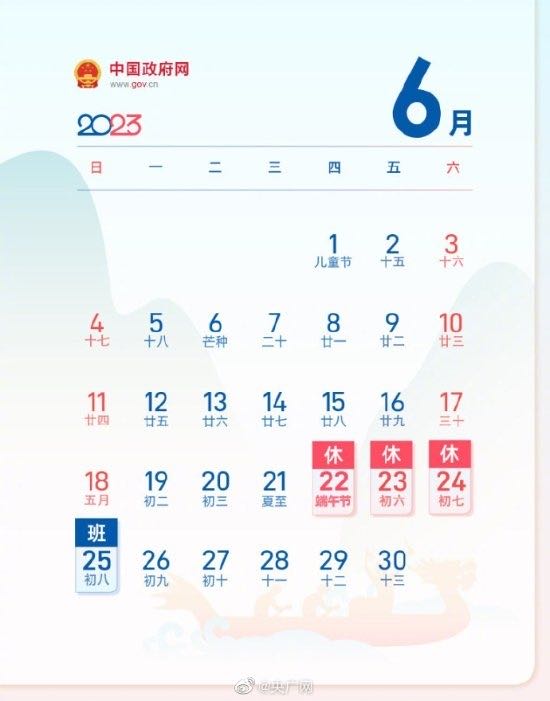 中国政府网
www.gov.cn
2023
6月
日 一 二 三 四 五 六
1 2 3
儿童节 十五 十六
4 5 6 7 8 9 10
十七 十八 芒种 二十 廿一 廿二 廿三
11 12 13 14 15 16 17
廿四 廿五 廿六 廿七 廿八 廿九 三十
休 休 休
18 19 20 21 22 23 24
五月 初二 初三 夏至 端午节 初六 初七
班
25 26 27 28 29 30
初八 初九 初十 十一 十二 十三
@央广网